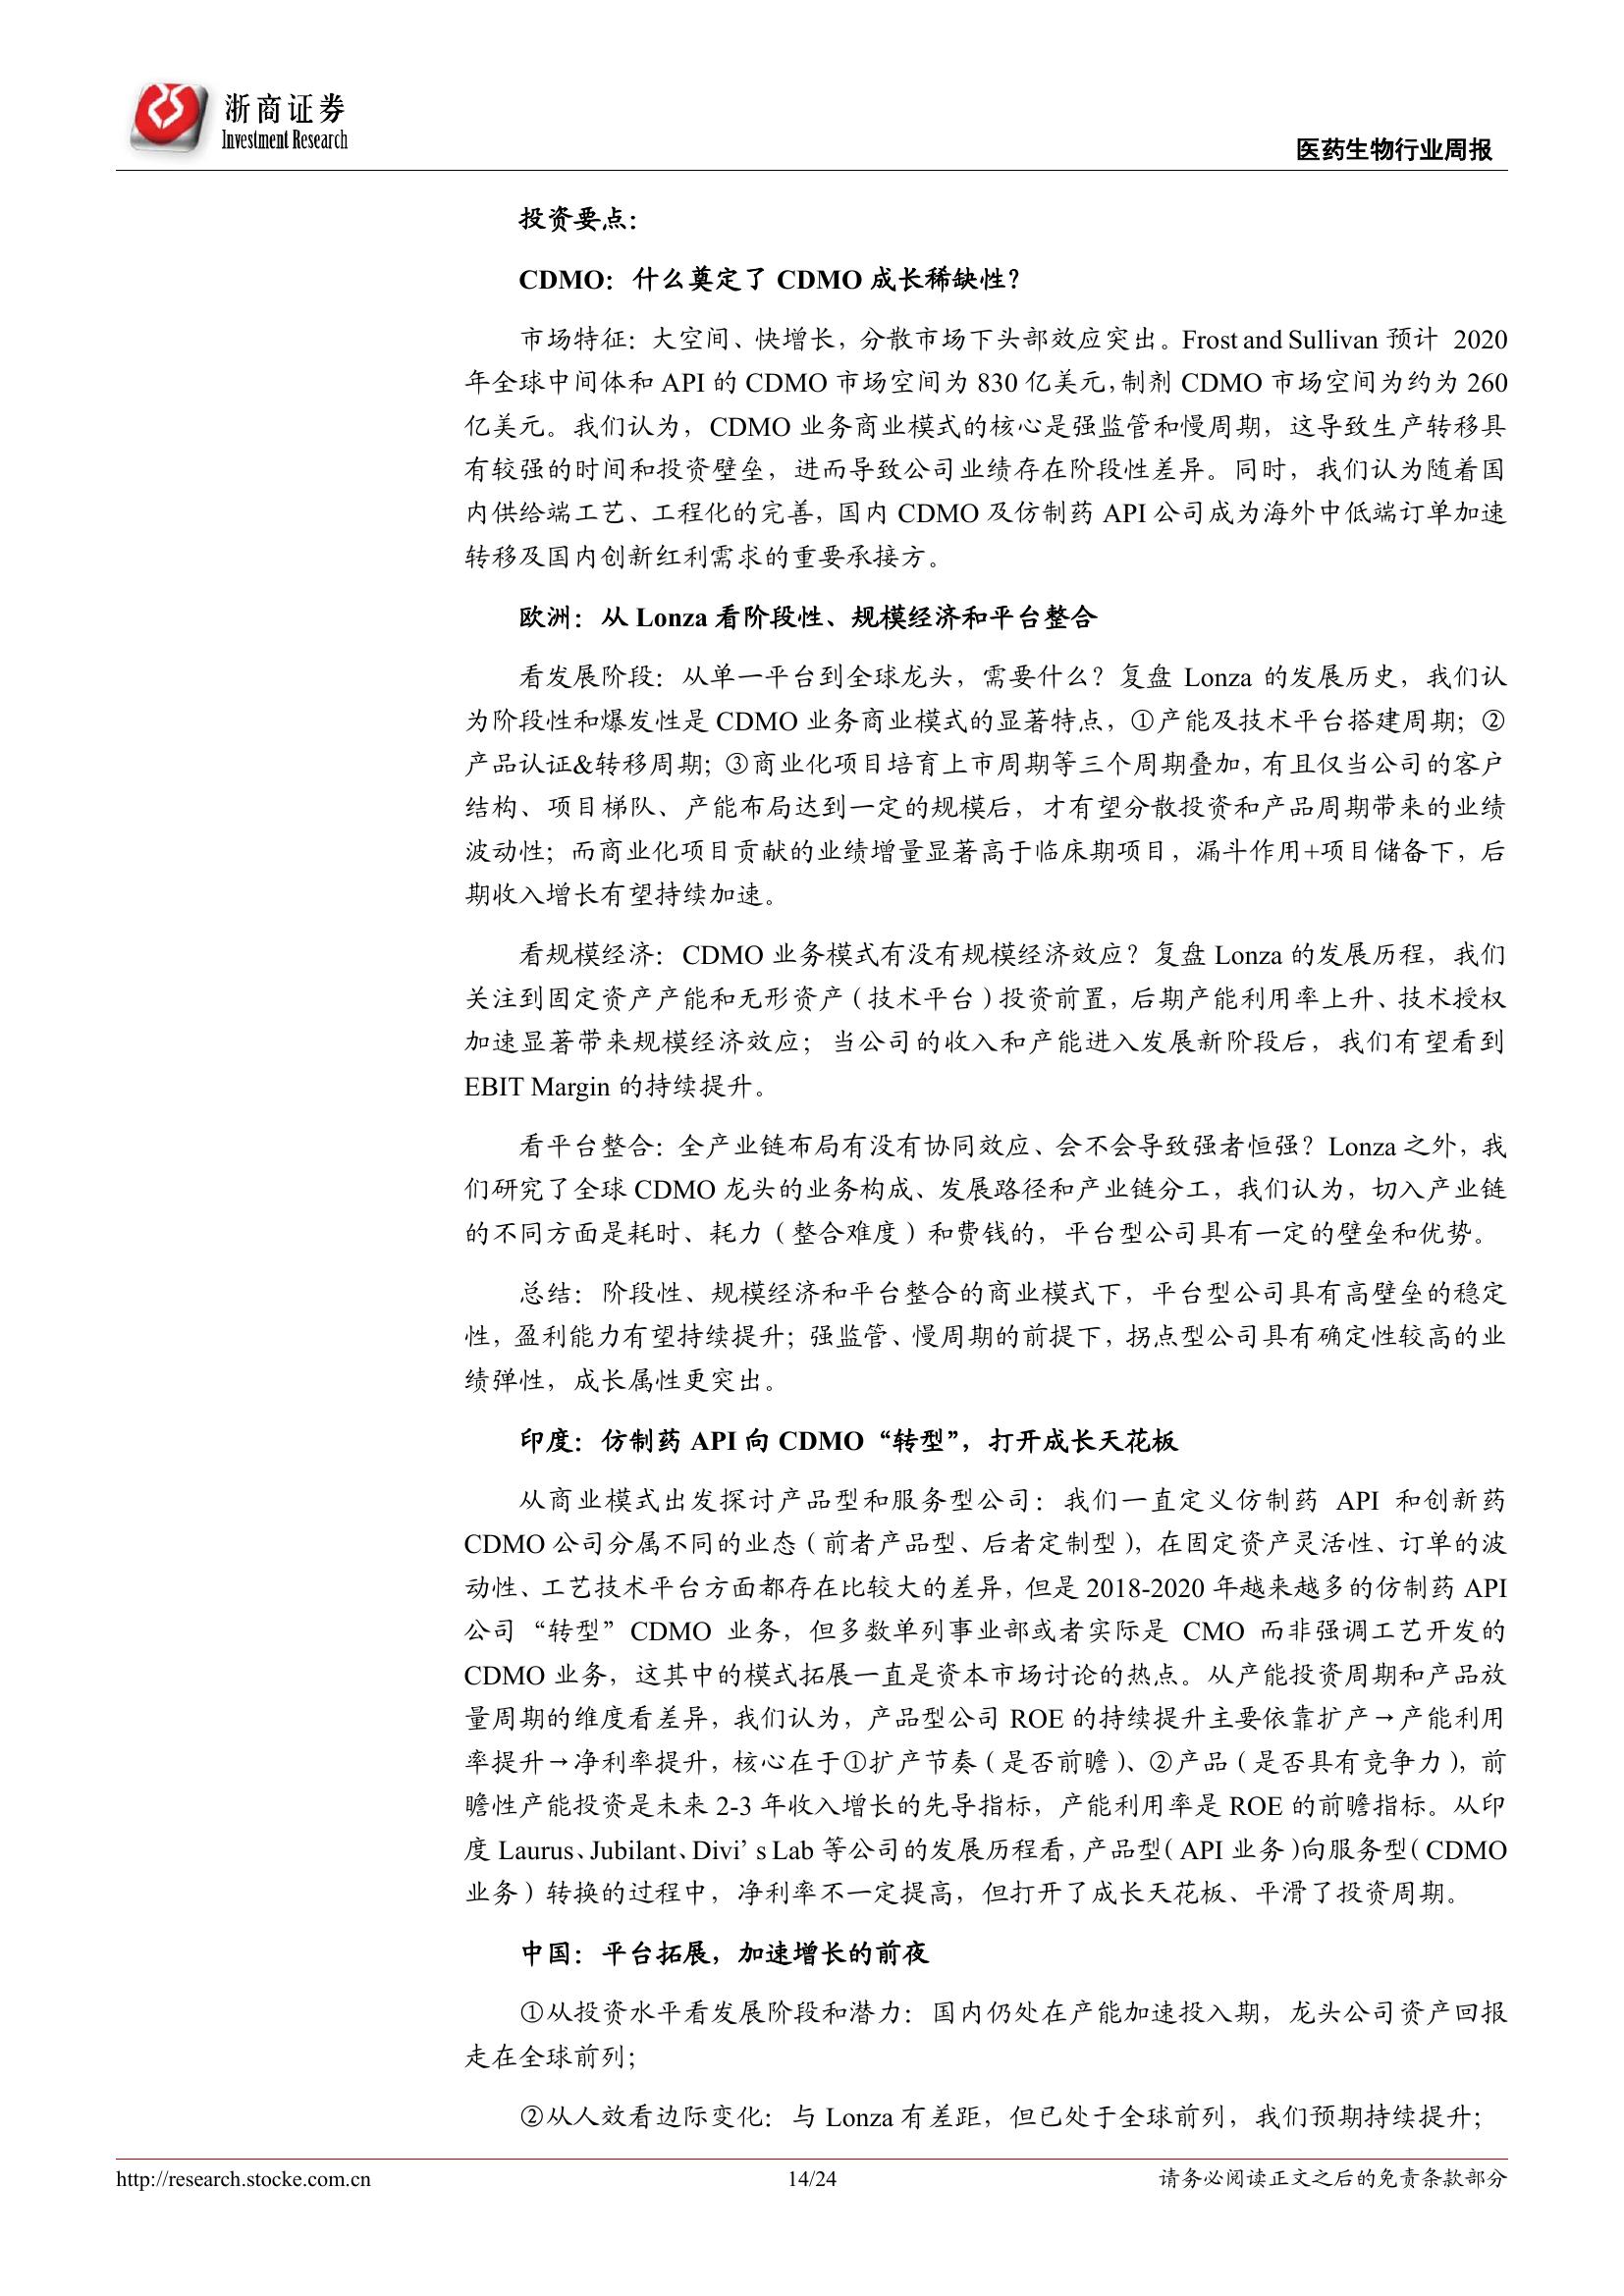 浙商证券
Investment Research
医药生物行业周报
投资要点：
CDMO：什么奠定了 CDMO 成长稀缺性？
市场特征：大空间、快增长，分散市场下头部效应突出。Frost and Sullivan 预计 2020
年全球中间体和 API 的 CDMO 市场空间为 830 亿美元，制剂 CDMO 市场空间为约为 260
亿美元。我们认为，CDMO 业务商业模式的核心是强监管和慢周期，这导致生产转移具
有较强的时间和投资壁垒，进而导致公司业绩存在阶段性差异。同时，我们认为随着国
内供给端工艺、工程化的完善，国内 CDMO 及仿制药 API 公司成为海外中低端订单加速
转移及国内创新红利需求的重要承接方。
欧洲：从 Lonza 看阶段性、规模经济和平台整合
看发展阶段：从单一平台到全球龙头，需要什么？复盘 Lonza 的发展历史，我们认
为阶段性和爆发性是 CDMO 业务商业模式的显著特点，①产能及技术平台搭建周期；②
产品认证&转移周期；③商业化项目培育上市周期等三个周期叠加，有且仅当公司的客户
结构、项目梯队、产能布局达到一定的规模后，才有望分散投资和产品周期带来的业绩
波动性；而商业化项目贡献的业绩增量显著高于临床期项目，漏斗作用+项目储备下，后
期收入增长有望持续加速。
看规模经济：CDMO 业务模式有没有规模经济效应？复盘 Lonza 的发展历程，我们
关注到固定资产产能和无形资产（技术平台）投资前置，后期产能利用率上升、技术授权
加速显著带来规模经济效应；当公司的收入和产能进入发展新阶段后，我们有望看到
EBIT Margin 的持续提升。
看平台整合：全产业链布局有没有协同效应、会不会导致强者恒强？Lonza 之外，我
们研究了全球 CDMO 龙头的业务构成、发展路径和产业链分工，我们认为，切入产业链
的不同方面是耗时、耗力（整合难度）和费钱的，平台型公司具有一定的壁垒和优势。
总结：阶段性、规模经济和平台整合的商业模式下，平台型公司具有高壁垒的稳定
性，盈利能力有望持续提升；强监管、慢周期的前提下，拐点型公司具有确定性较高的业
绩弹性，成长属性更突出。
印度：仿制药 API 向 CDMO“转型”，打开成长天花板
从商业模式出发探讨产品型和服务型公司：我们一直定义仿制药 API 和创新药
CDMO 公司分属不同的业态（前者产品型、后者定制型），在固定资产灵活性、订单的波
动性、工艺技术平台方面都存在比较大的差异，但是 2018-2020 年越来越多的仿制药 API
公司“转型”CDMO 业务，但多数单列事业部或者实际是 CMO 而非强调工艺开发的
CDMO 业务，这其中的模式拓展一直是资本市场讨论的热点。从产能投资周期和产品放
量周期的维度看差异，我们认为，产品型公司 ROE 的持续提升主要依靠扩产→产能利用
率提升→净利率提升，核心在于①扩产节奏（是否前瞻）、②产品（是否具有竞争力），前
瞻性产能投资是未来 2-3 年收入增长的先导指标，产能利用率是 ROE 的前瞻指标。从印
度 Laurus、Jubilant、Divi’s Lab 等公司的发展历程看，产品型（API 业务）向服务型（CDMO
业务）转换的过程中，净利率不一定提高，但打开了成长天花板、平滑了投资周期。
中国：平台拓展，加速增长的前夜
①从投资水平看发展阶段和潜力：国内仍处在产能加速投入期，龙头公司资产回报
走在全球前列；
②从人效看边际变化：与 Lonza 有差距，但已处于全球前列，我们预期持续提升；
http://research.stocke.com.cn
14/24
请务必阅读正文之后的免责条款部分